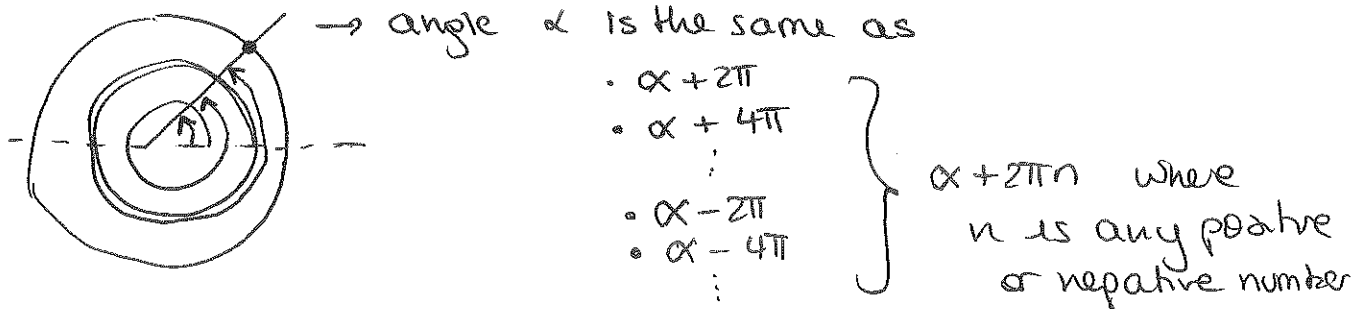 → angle α is the same as
• α + 2π
• α + 4π
⋮
• α - 2π
• α - 4π
⋮
α + 2πn where
n is any positive
or negative number